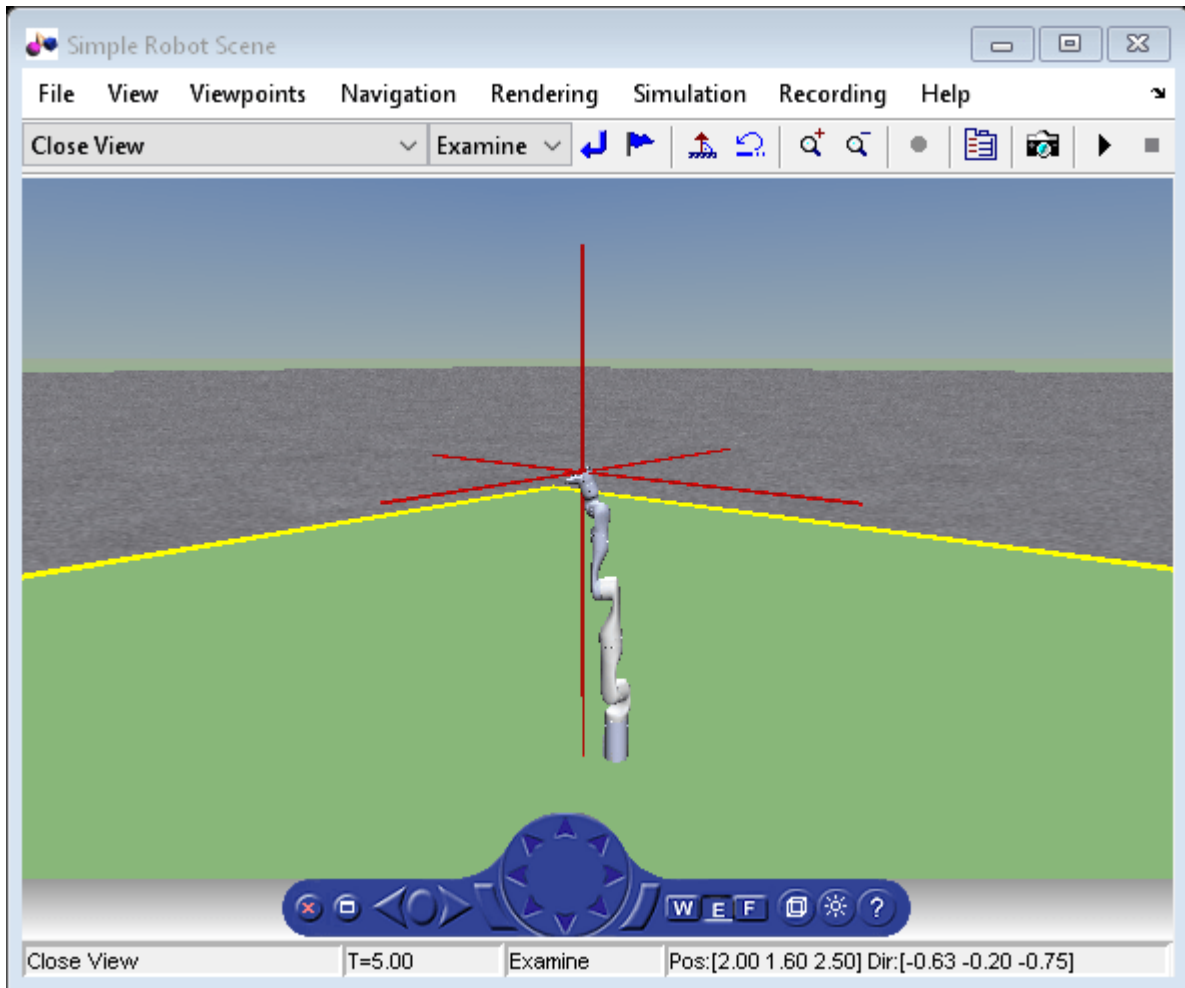 Simple Robot Scene
File View Viewpoints Navigation Rendering Simulation Recording Help
Close View Examine
W E F ?
Close View T=5.00 Examine Pos:[2.00 1.60 2.50] Dir:[-0.63 -0.20 -0.75]